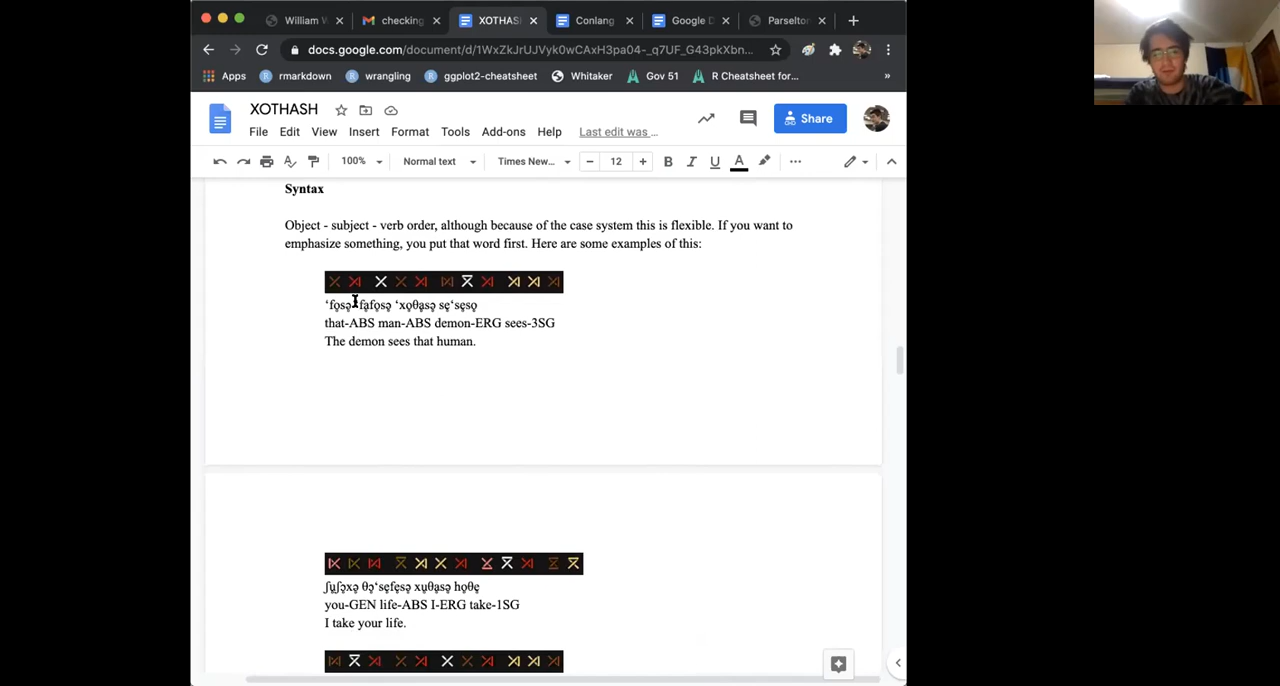 William W
checking
XOTHAS
Conlang
Google D
Parselton
docs.google.com/document/d/1WxZkJrUJVyk0wCAxH3pa04-_q7UF_G43pkXbn...
Apps rmarkdown wrangling ggplot2-cheatsheet Whitaker Gov 51 R Cheatsheet for... »
XOTHASH
File Edit View Insert Format Tools Add-ons Help Last edit was ...
Share
100% Normal text Times New... 12 B I U A
Syntax
Object - subject - verb order, although because of the case system this is flexible. If you want to
emphasize something, you put that word first. Here are some examples of this:
that-ABS man-ABS demon-ERG sees-3SG
The demon sees that human.
you-GEN life-ABS I-ERG take-1SG
I take your life.